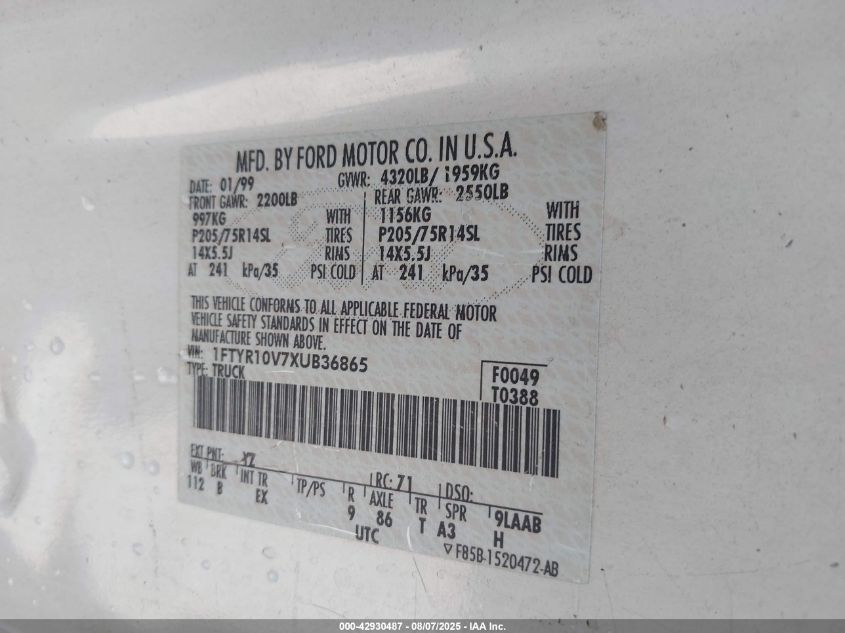 MFD. BY FORD MOTOR CO. IN U.S.A.
DATE: 01/99 GVWR: 4320LB/ 1959KG
FRONT GAWR: 2200LB REAR GAWR: 2550LB
997KG WITH 1156KG WITH
P205/75R14SL TIRES P205/75R14SL TIRES
14X5.5J RIMS 14X5.5J RIMS
AT 241 kPa/35 PSI COLD AT 241 kPa/35 PSI COLD
THIS VEHICLE CONFORMS TO ALL APPLICABLE FEDERAL MOTOR
VEHICLE SAFETY STANDARDS IN EFFECT ON THE DATE OF
MANUFACTURE SHOWN ABOVE.
VIN: 1FTYR10V7XUB36865
TYPE: TRUCK
F0049
T0388
EXT PNT: YZ RC: 71 DSO:
WB BRK INT TR TP/PS R AXLE TR SPR 9LAAB
112 B EX 9 86 T A3 H
UTC
▽F85B-1520472-AB
000-42930487 - 08/07/2025 - IAA Inc.